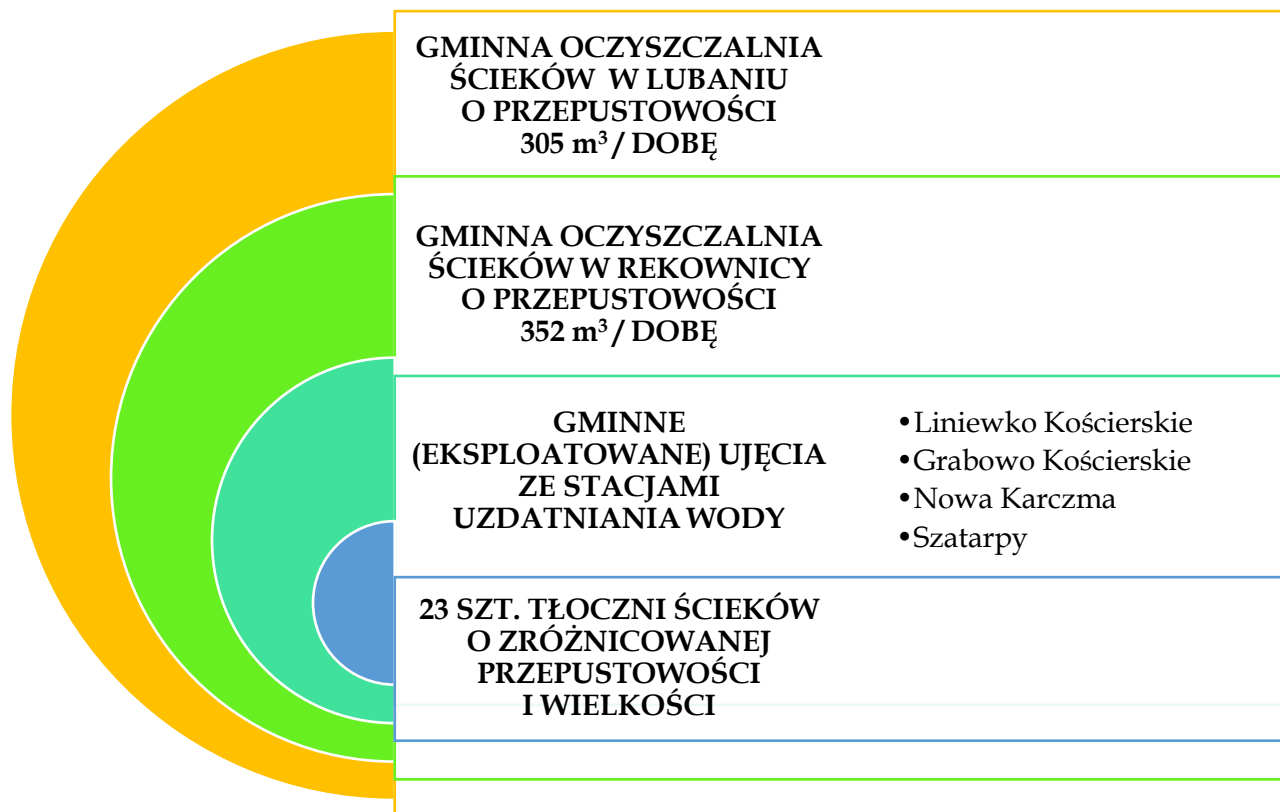 GMINNA OCZYSZCZALNIA
ŚCIEKÓW W LUBANIU
O PRZEPUSTOWOŚCI
305 m³ / DOBĘ
GMINNA OCZYSZCZALNIA
ŚCIEKÓW W REKOWNICY
O PRZEPUSTOWOŚCI
352 m³ / DOBĘ
GMINNE
(EKSPLOATOWANE) UJĘCIA
ZE STACJAMI
UZDATNIANIA WODY
•Liniewko Kościerskie
•Grabowo Kościerskie
•Nowa Karczma
•Szatarpy
23 SZT. TŁOCZNI ŚCIEKÓW
O ZRÓŻNICOWANEJ
PRZEPUSTOWOŚCI
I WIELKOŚCI